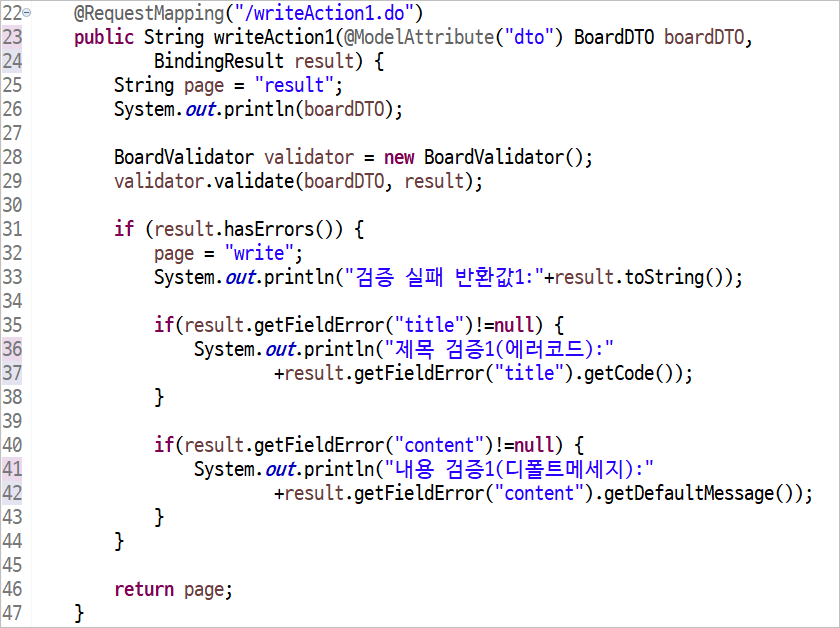 22 @RequestMapping("/writeAction1.do")
23 public String writeAction1(@ModelAttribute("dto") BoardDTO boardDTO,
24 BindingResult result) {
25 String page = "result";
26 System.out.println(boardDTO);
27
28 BoardValidator validator = new BoardValidator();
29 validator.validate(boardDTO, result);
30
31 if (result.hasErrors()) {
32 page = "write";
33 System.out.println("검증 실패 반환값1:"+result.toString());
34
35 if(result.getFieldError("title")!=null) {
36 System.out.println("제목 검증1(에러코드):"
37 +result.getFieldError("title").getCode());
38 }
39
40 if(result.getFieldError("content")!=null) {
41 System.out.println("내용 검증1(디폴트메세지):"
42 +result.getFieldError("content").getDefaultMessage());
43 }
44 }
45
46 return page;
47 }